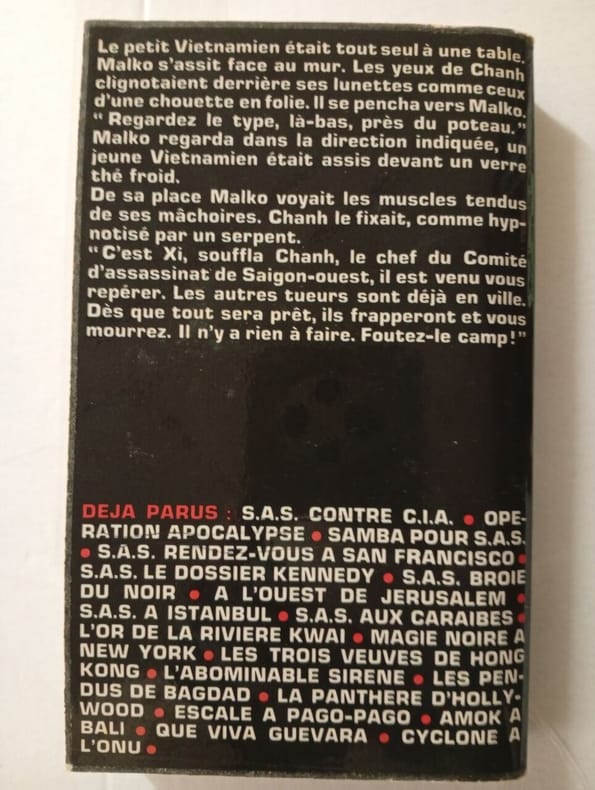 Le petit Vietnamien était tout seul à une table.
Malko s'assit face au mur. Les yeux de Chanh
clignotaient derrière ses lunettes comme ceux
d'une chouette en folie. Il se pencha vers Malko.
"Regardez le type, là-bas, près du poteau."
Malko regarda dans la direction indiquée, un
jeune Vietnamien était assis devant un verre
thé froid.
De sa place Malko voyait les muscles tendus
de ses mâchoires. Chanh le fixait, comme hyp-
notisé par un serpent.
"C'est Xi, souffla Chanh, le chef du Comité
d'assassinat de Saigon-ouest, il est venu vous
repérer. Les autres tueurs sont déjà en ville.
Dès que tout sera prêt, ils frapperont et vous
mourrez. Il n'y a rien à faire. Foutez-le camp!"
DEJA PARUS : S.A.S. CONTRE C.I.A. ● OPE-
RATION APOCALYPSE ● SAMBA POUR S.A.S.
● S.A.S. RENDEZ-VOUS A SAN FRANCISCO ●
S.A.S. LE DOSSIER KENNEDY ● S.A.S. BROIE
DU NOIR ● A L'OUEST DE JERUSALEM ●
S.A.S. A ISTANBUL ● S.A.S. AUX CARAIBES ●
L'OR DE LA RIVIERE KWAI ● MAGIE NOIRE A
NEW YORK ● LES TROIS VEUVES DE HONG
KONG ● L'ABOMINABLE SIRENE ● LES PEN-
DUS DE BAGDAD ● LA PANTHERE D'HOLLY-
WOOD ● ESCALE A PAGO-PAGO ● AMOK A
BALI ● QUE VIVA GUEVARA ● CYCLONE A
L'ONU ●